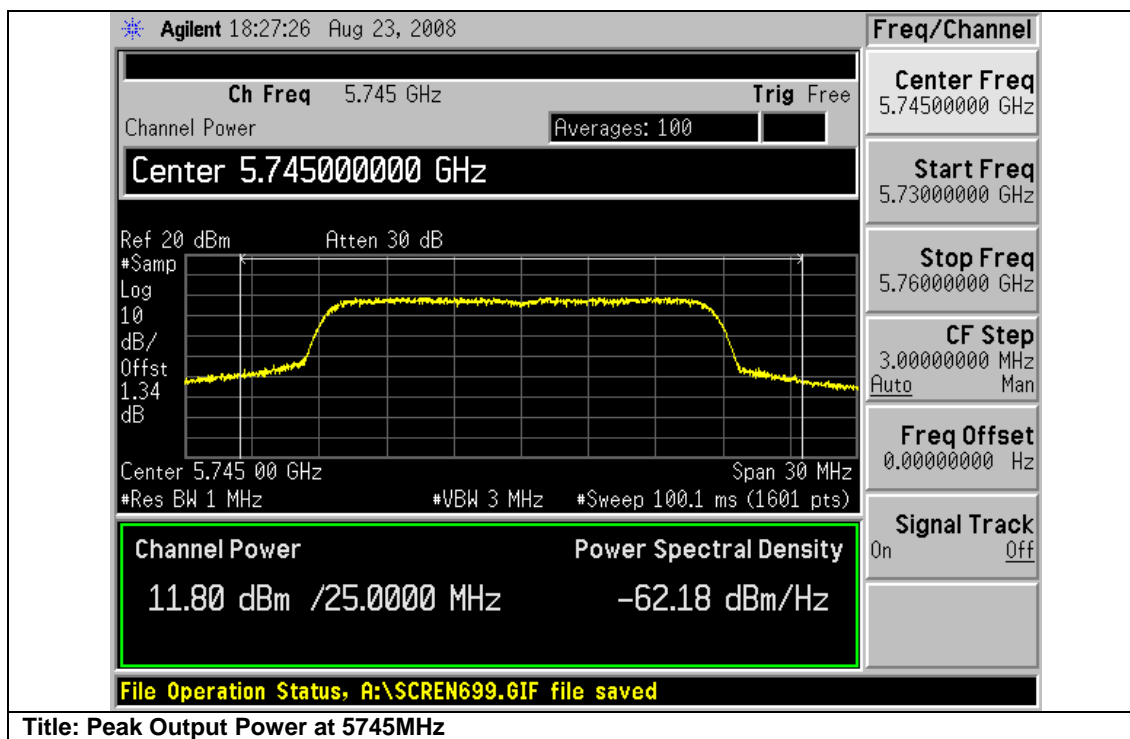 Agilent 18:27:26 Aug 23, 2008
Freq/Channel
Ch Freq 5.745 GHz Trig Free
Channel Power Averages: 100
Center 5.745000000 GHz
Ref 20 dBm Atten 30 dB
#Samp
Log
10
dB/
Offst
1.34
dB
Center 5.745 00 GHz Span 30 MHz
#Res BW 1 MHz #VBW 3 MHz #Sweep 100.1 ms (1601 pts)
Channel Power Power Spectral Density
11.80 dBm /25.0000 MHz -62.18 dBm/Hz
Center Freq
5.74500000 GHz
Start Freq
5.73000000 GHz
Stop Freq
5.76000000 GHz
CF Step
3.00000000 MHz
Auto Man
Freq Offset
0.00000000 Hz
Signal Track
On Off
File Operation Status, A:\SCREN699.GIF file saved
Title: Peak Output Power at 5745MHz